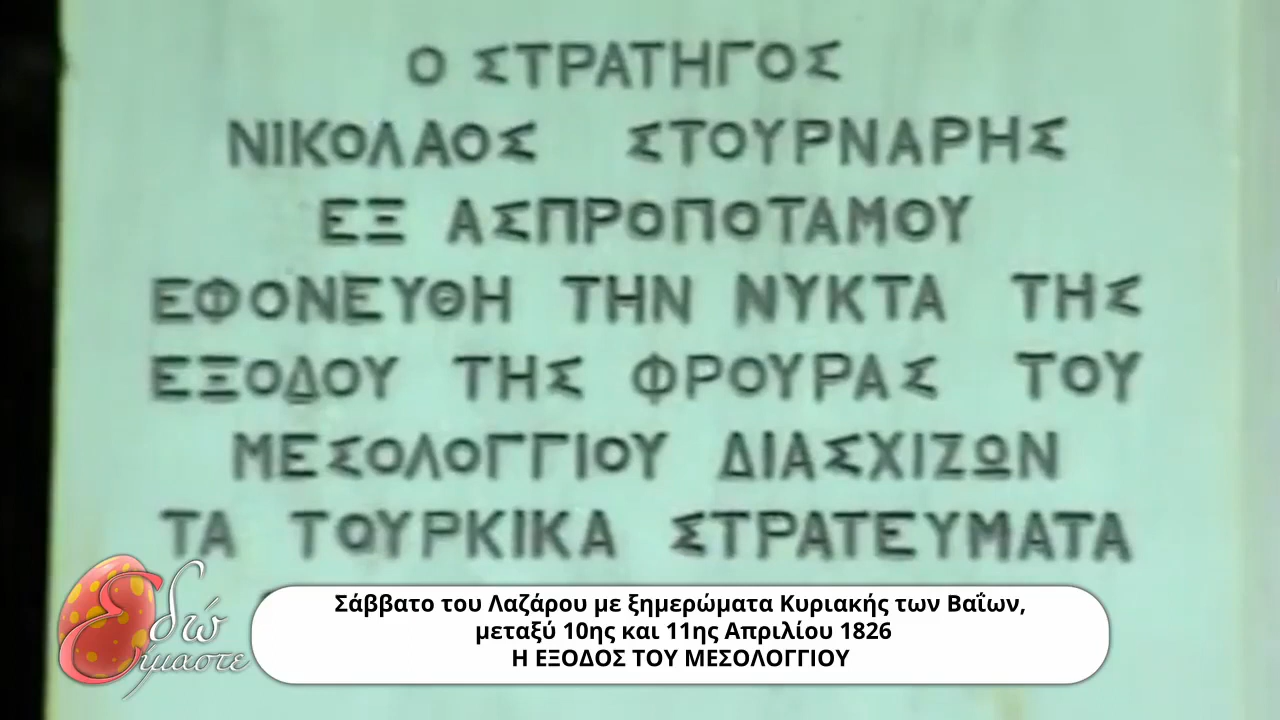 Ο ΣΤΡΑΤΗΓΟΣ
ΝΙΚΟΛΑΟΣ ΣΤΟΥΡΝΑΡΗΣ
ΕΞ ΑΣΠΡΟΠΟΤΑΜΟΥ
ΕΦΟΝΕΥΘΗ ΤΗΝ ΝΥΚΤΑ ΤΗΣ
ΕΞΟΔΟΥ ΤΗΣ ΦΡΟΥΡΑΣ ΤΟΥ
ΜΕΣΟΛΟΓΓΙΟΥ ΔΙΑΣΧΙΖΩΝ
ΤΑ ΤΟΥΡΚΙΚΑ ΣΤΡΑΤΕΥΜΑΤΑ
Εδώ
Είμαστε
Σάββατο του Λαζάρου με ξημερώματα Κυριακής των Βαΐων,
μεταξύ 10ης και 11ης Απριλίου 1826
Η ΕΞΟΔΟΣ ΤΟΥ ΜΕΣΟΛΟΓΓΙΟΥ